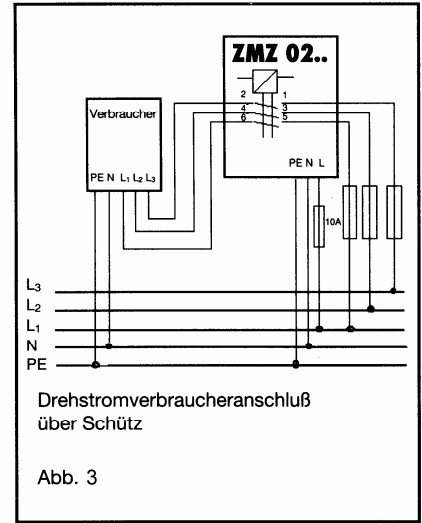 ZMZ 02..
2 1
4 3
6 5
Verbraucher
PE N L1 L2 L3
PE N L
10A
L3
L2
L1
N
PE
Drehstromverbraucheranschluß
über Schütz
Abb. 3